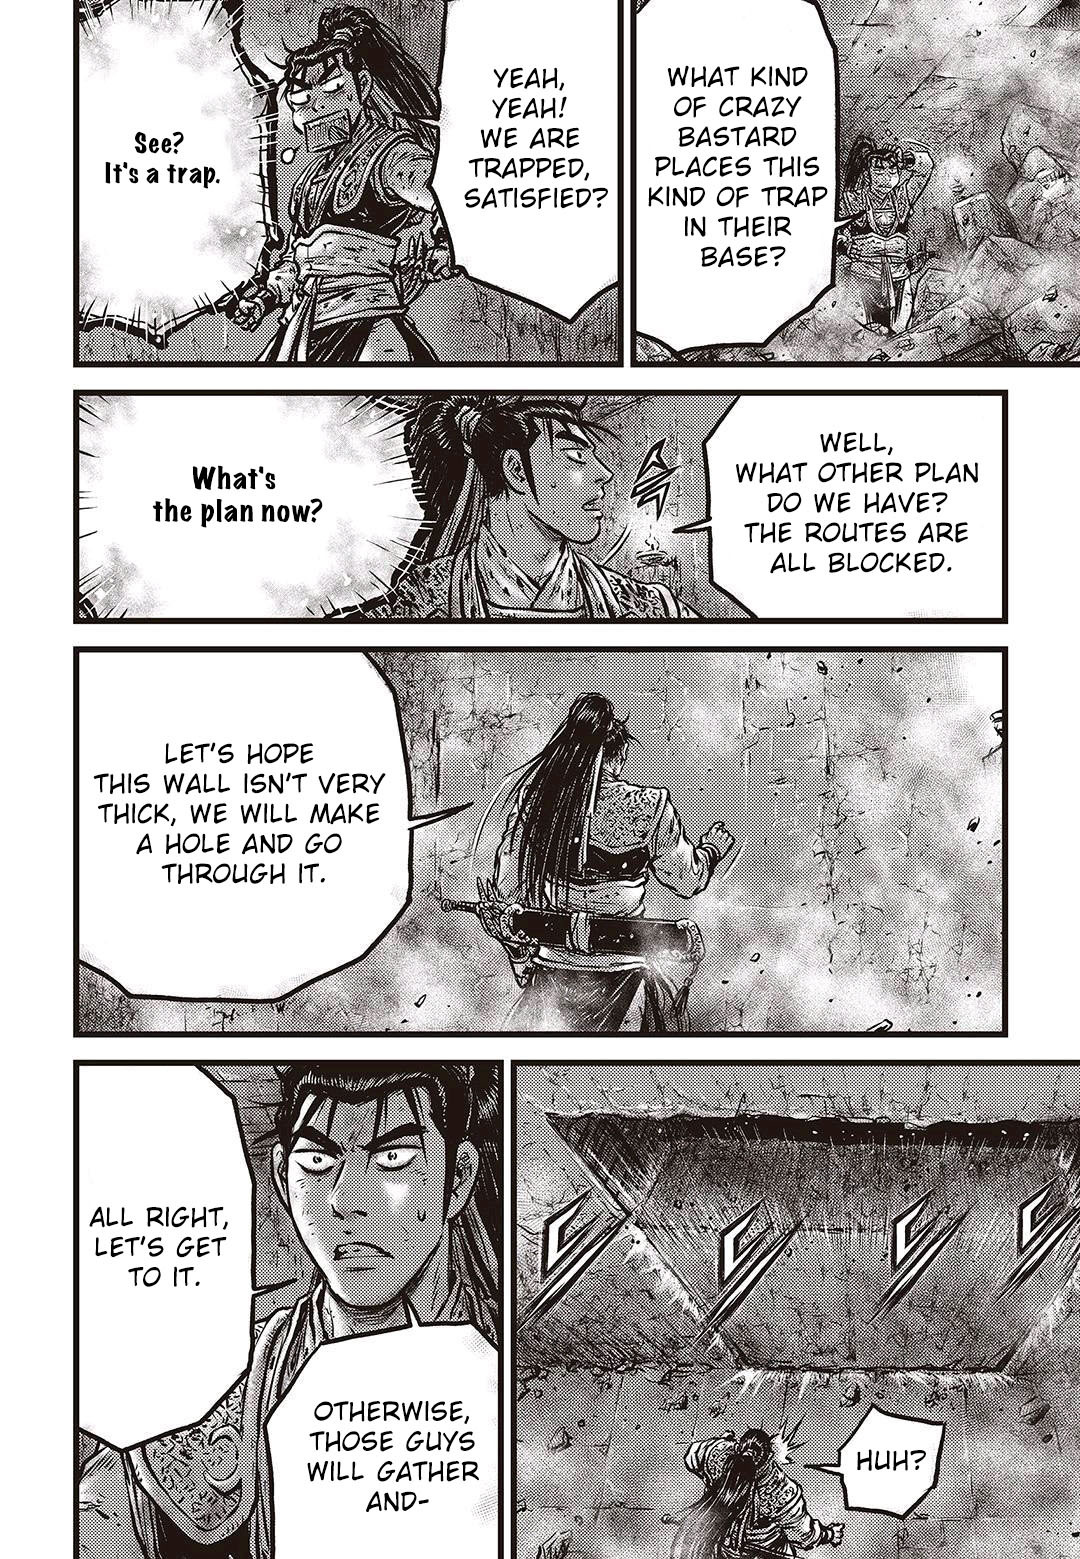 See?
It's a trap.
YEAH,
YEAH!
WE ARE
TRAPPED,
SATISFIED?
WHAT KIND
OF CRAZY
BASTARD
PLACES THIS
KIND OF TRAP
IN THEIR
BASE?
What's
the plan now?
WELL,
WHAT OTHER PLAN
DO WE HAVE?
THE ROUTES ARE
ALL BLOCKED.
LET'S HOPE
THIS WALL ISN'T VERY
THICK, WE WILL MAKE
A HOLE AND GO
THROUGH IT.
ALL RIGHT,
LET'S GET
TO IT.
OTHERWISE,
THOSE GUYS
WILL GATHER
AND-
HUH?